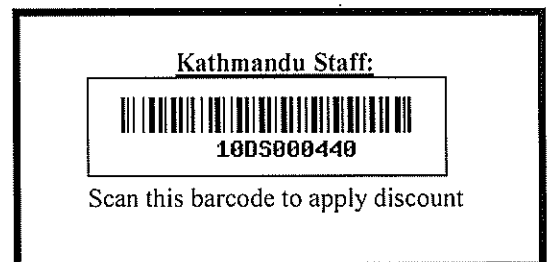 Kathmandu Staff:
10DS000440
Scan this barcode to apply discount